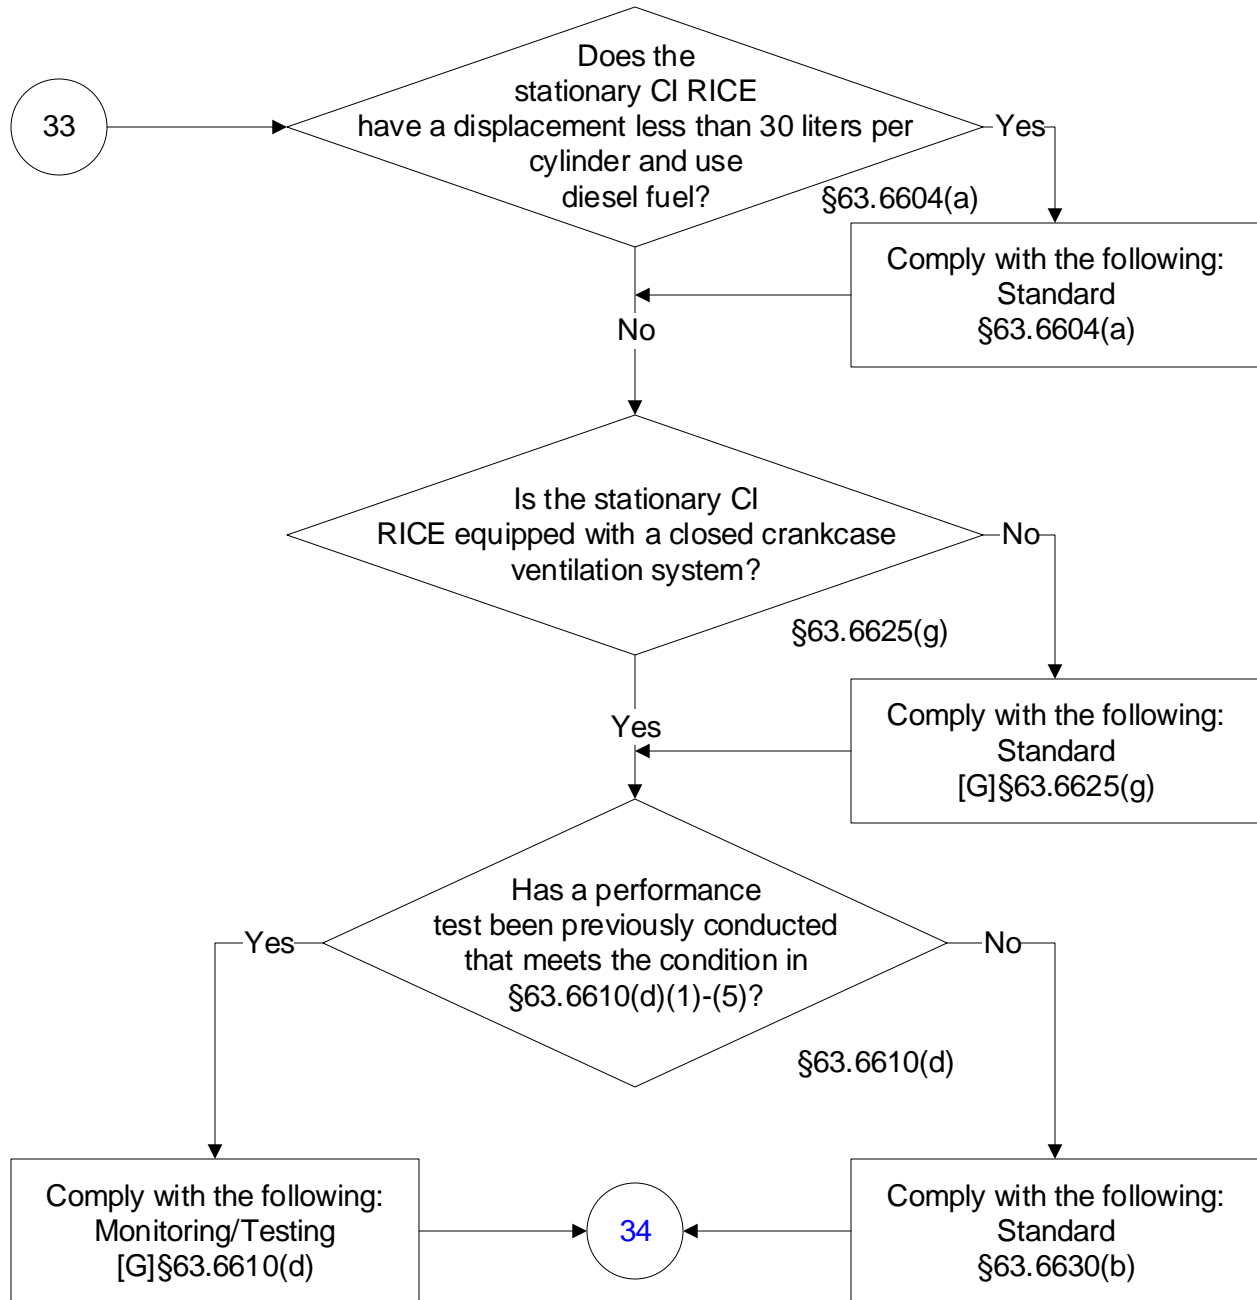 33
Does the
stationary CI RICE
have a displacement less than 30 liters per
cylinder and use
diesel fuel?
Yes
§63.6604(a)
Comply with the following:
Standard
§63.6604(a)
No
Is the stationary CI
RICE equipped with a closed crankcase
ventilation system?
No
§63.6625(g)
Comply with the following:
Standard
[G]§63.6625(g)
Yes
Has a performance
test been previously conducted
that meets the condition in
§63.6610(d)(1)-(5)?
Yes
No
§63.6610(d)
Comply with the following:
Monitoring/Testing
[G]§63.6610(d)
34
Comply with the following:
Standard
§63.6630(b)